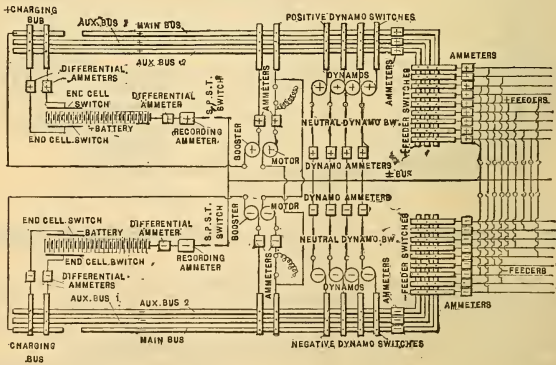 +CHARGING BUS
AUX.BUS 1
MAIN BUS
POSITIVE DYNAMO SWITCHES
AUX. BUS 2
AMMETERS
DIFFERENTIAL AMMETERS
END CELL SWITCH
DIFFERENTIAL AMMETER
S.P.S.T. SWITCH
AMMETERS
DYNAMOS
AMMETERS
+FEEDER SWITCHES
+FEEDERS
+BATTERY
RECORDING AMMETER
END CELL SWITCH
BOOSTER
MOTOR
NEUTRAL DYNAMO BW.
DYNAMO AMMETERS
AMMETERS
± BUS
DYNAMO AMMETERS
END CELL SWITCH
-BATTERY
DIFFERENTIAL AMMETER
S.P.S.T. SWITCH
BOOSTER
MOTOR
NEUTRAL DYNAMO BW.
END CELL SWITCH
RECORDING AMMETER
AMMETERS
DYNAMOS
AMMETERS
-FEEDER SWITCHES
-FEEDERS
DIFFERENTIAL AMMETERS
AUX.BUS 1
AUX.BUS 2
AMMETERS
-CHARGING BUS
MAIN BUS
NEGATIVE DYNAMO SWITCHES